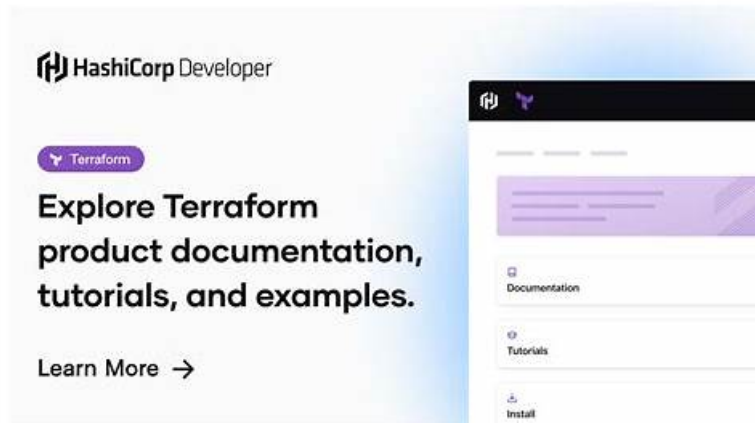 HashiCorp Developer
Terraform
Explore Terraform
product documentation,
tutorials, and examples.
Learn More →
Documentation
Tutorials
Install